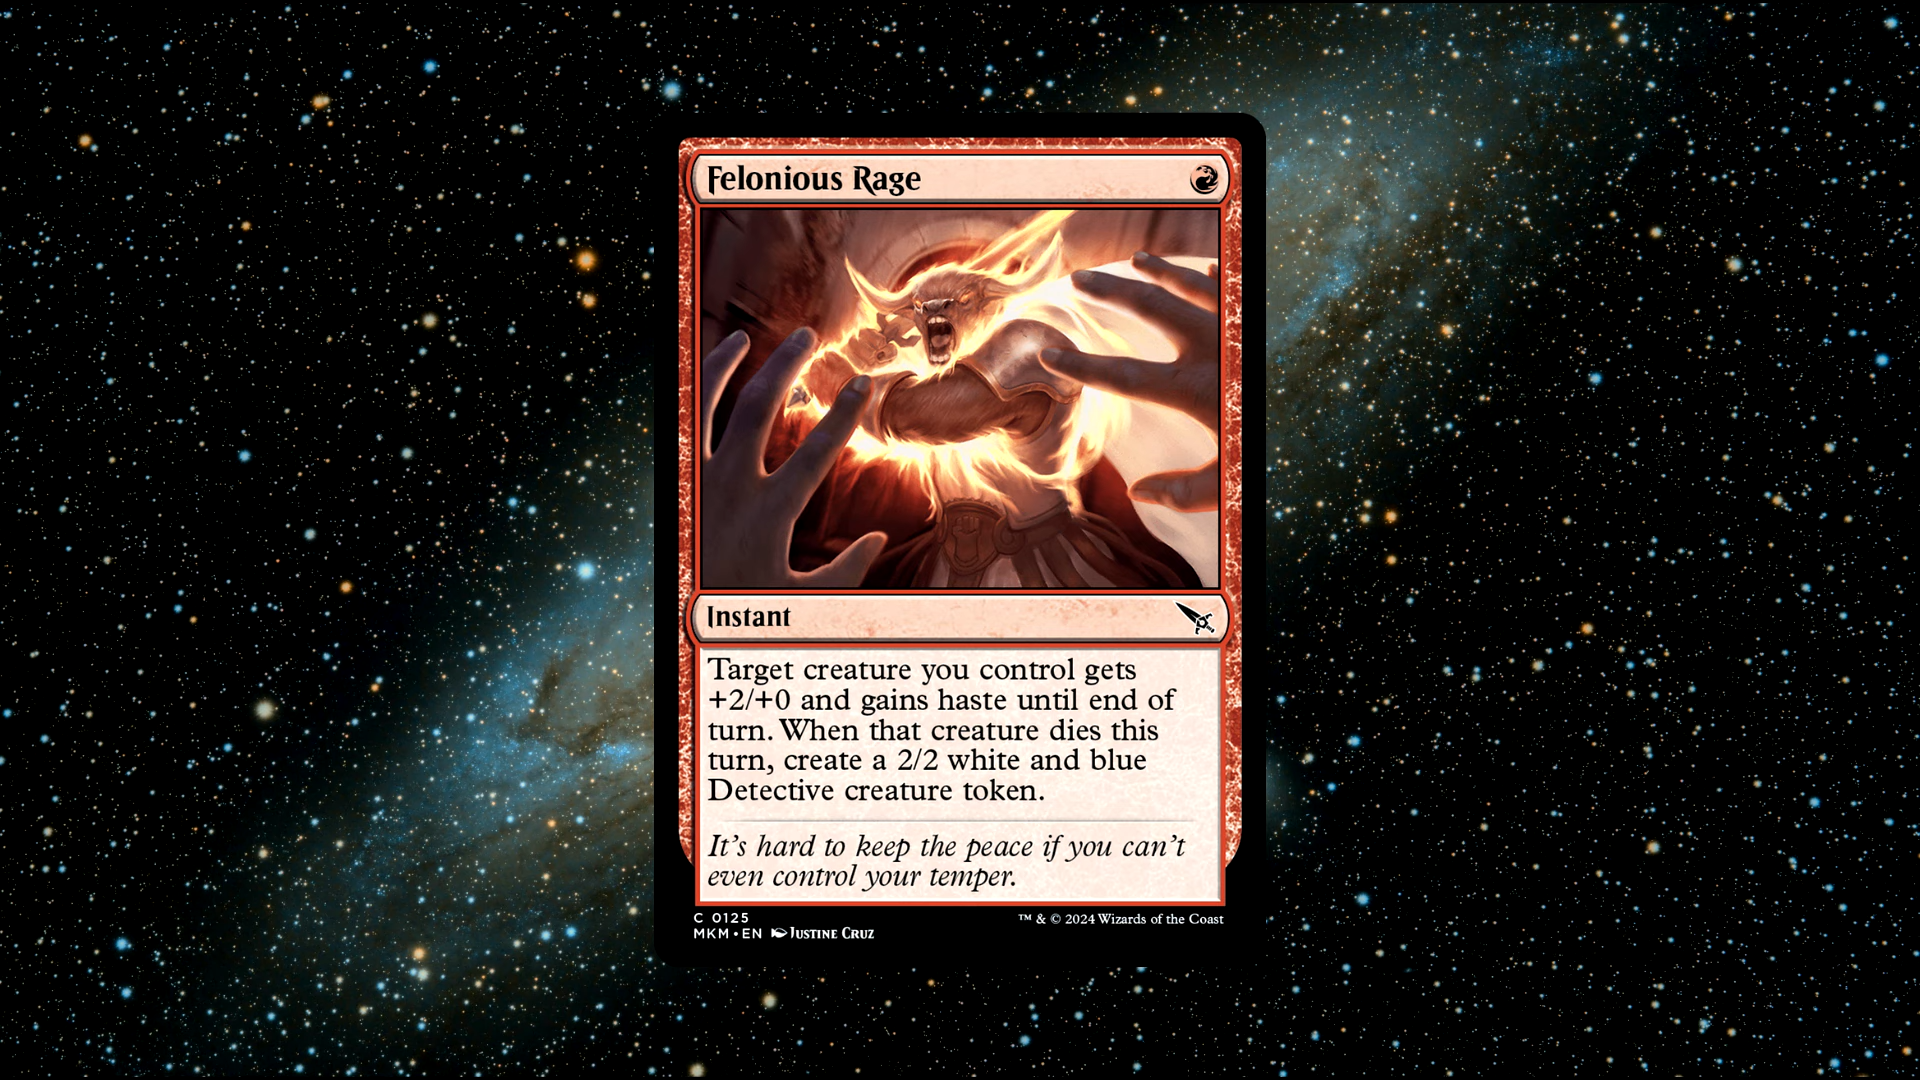 Felonious Rage
Instant
Target creature you control gets
+2/+0 and gains haste until end of
turn. When that creature dies this
turn, create a 2/2 white and blue
Detective creature token.
It's hard to keep the peace if you can't
even control your temper.
C 0125
™ & © 2024 Wizards of the Coast
MKM • EN Justine Cruz